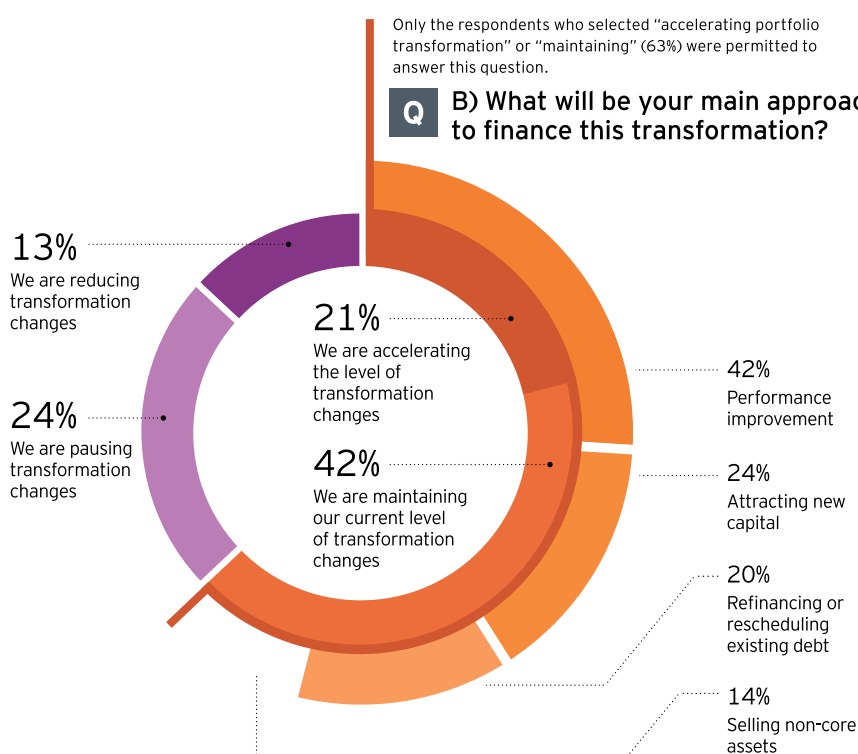 Only the respondents who selected “accelerating portfolio
transformation” or “maintaining” (63%) were permitted to
answer this question.
Q
B) What will be your main approac
to finance this transformation?
13%
We are reducing
transformation
changes
24%
We are pausing
transformation
changes
21%
We are accelerating
the level of
transformation
changes
42%
We are maintaining
our current level
of transformation
changes
42%
Performance
improvement
24%
Attracting new
capital
20%
Refinancing or
rescheduling
existing debt
14%
Selling non-core
assets